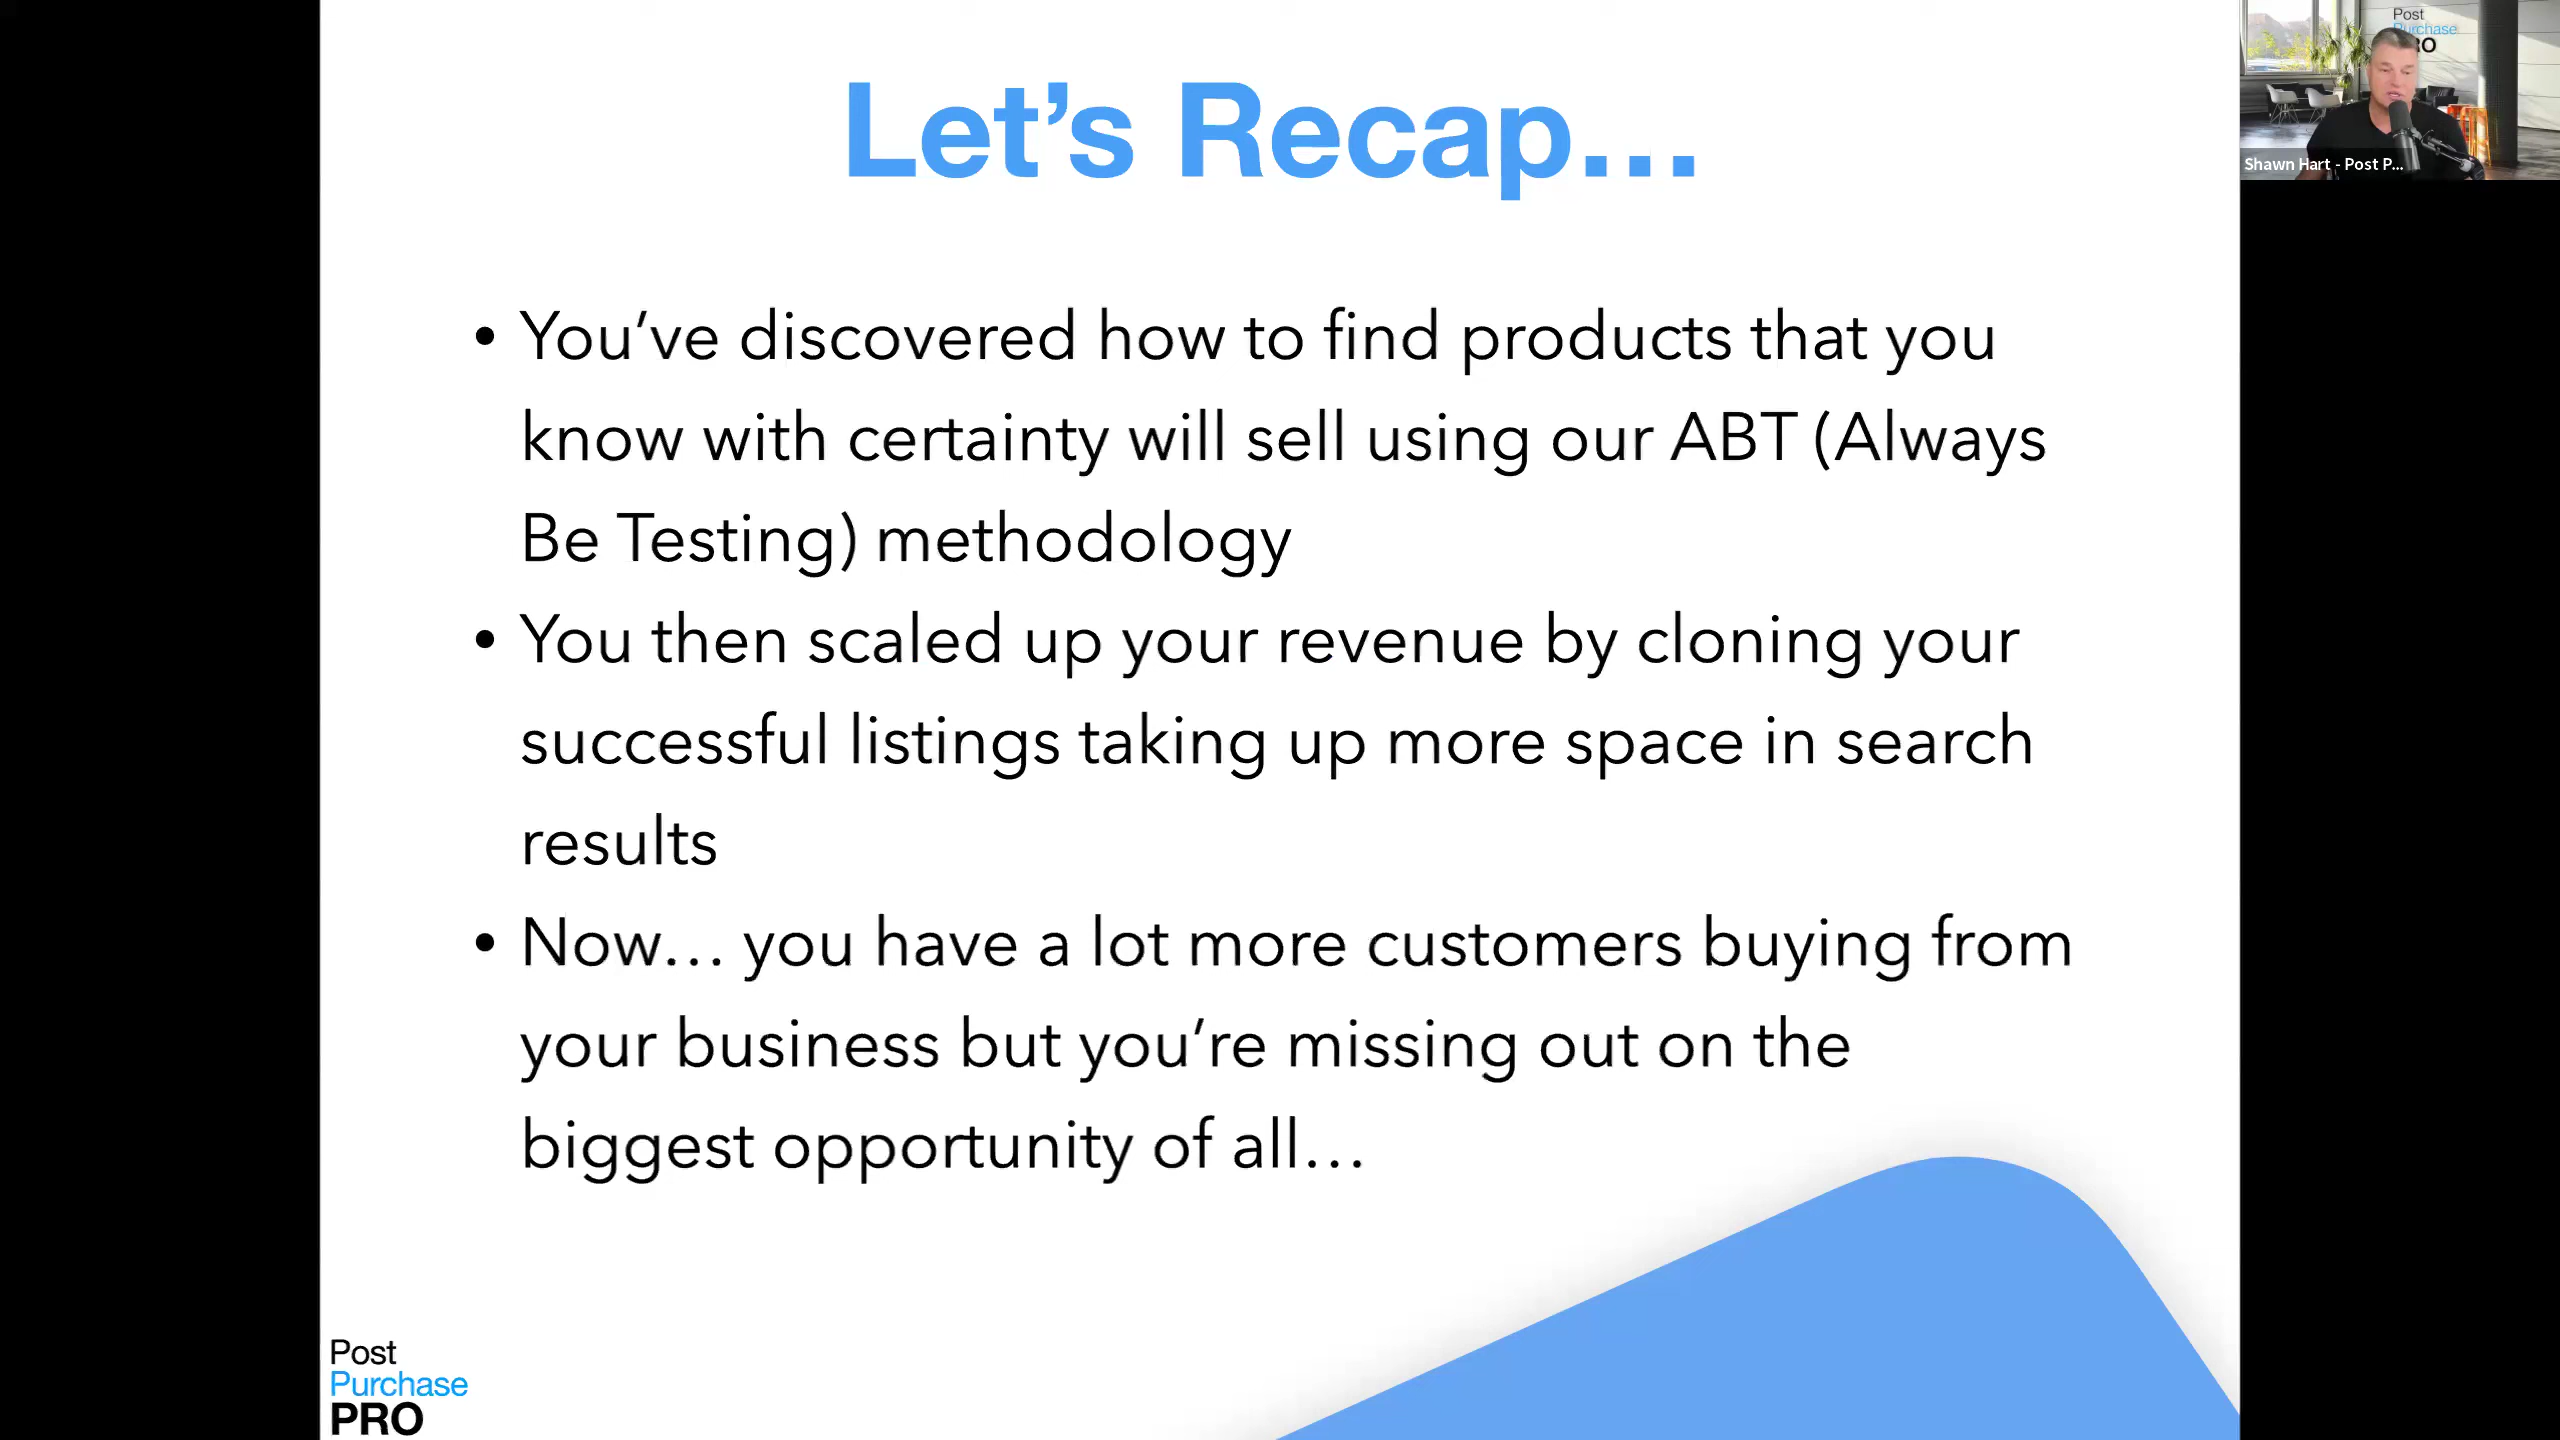 Let’s Recap…
• You’ve discovered how to find products that you
know with certainty will sell using our ABT (Always
Be Testing) methodology
• You then scaled up your revenue by cloning your
successful listings taking up more space in search
results
• Now… you have a lot more customers buying from
your business but you’re missing out on the
biggest opportunity of all…
Post
Purchase
PRO
Post
Purchase
RO
Shawn Hart - Post P...